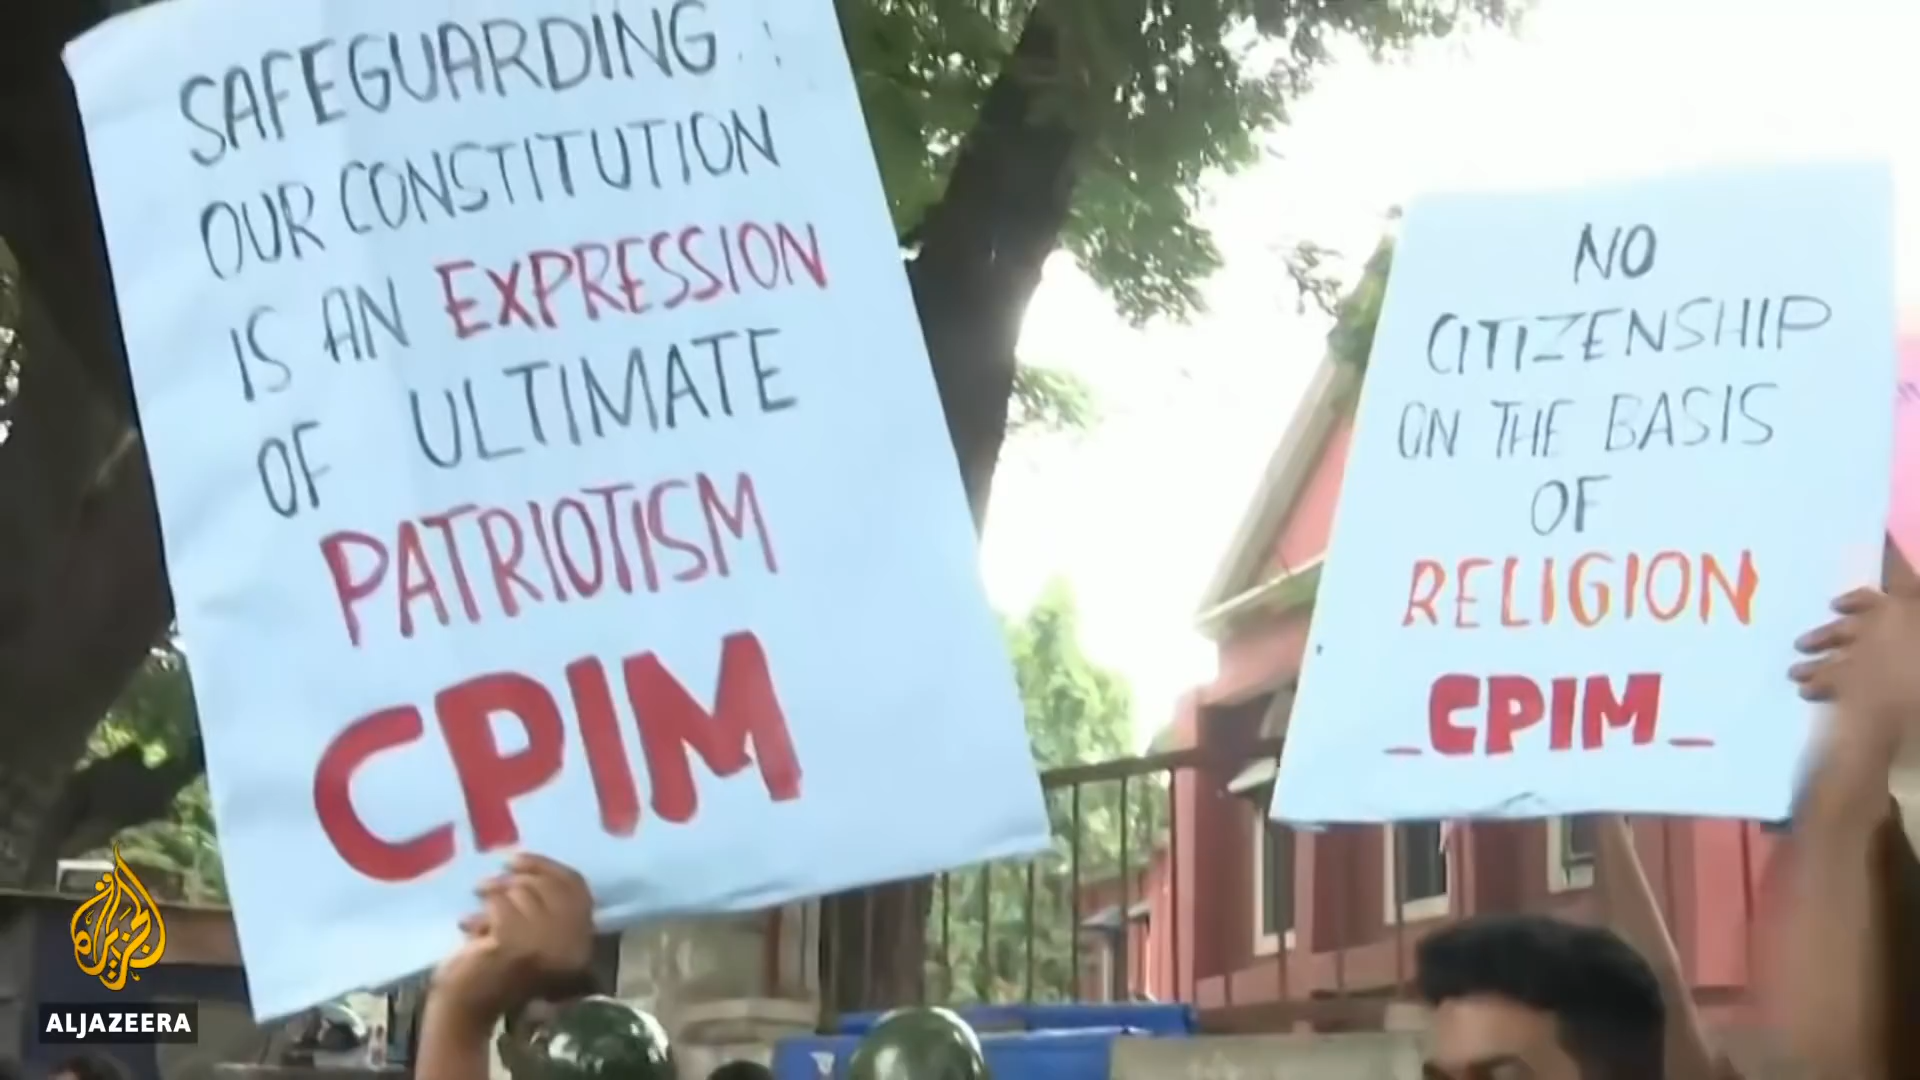 SAFEGUARDING
OUR CONSTITUTION
IS AN EXPRESSION
OF ULTIMATE
PATRIOTISM
CPIM
NO
CITIZENSHIP
ON THE BASIS
OF
RELIGION
_CPIM_
الجزيرة
ALJAZEERA